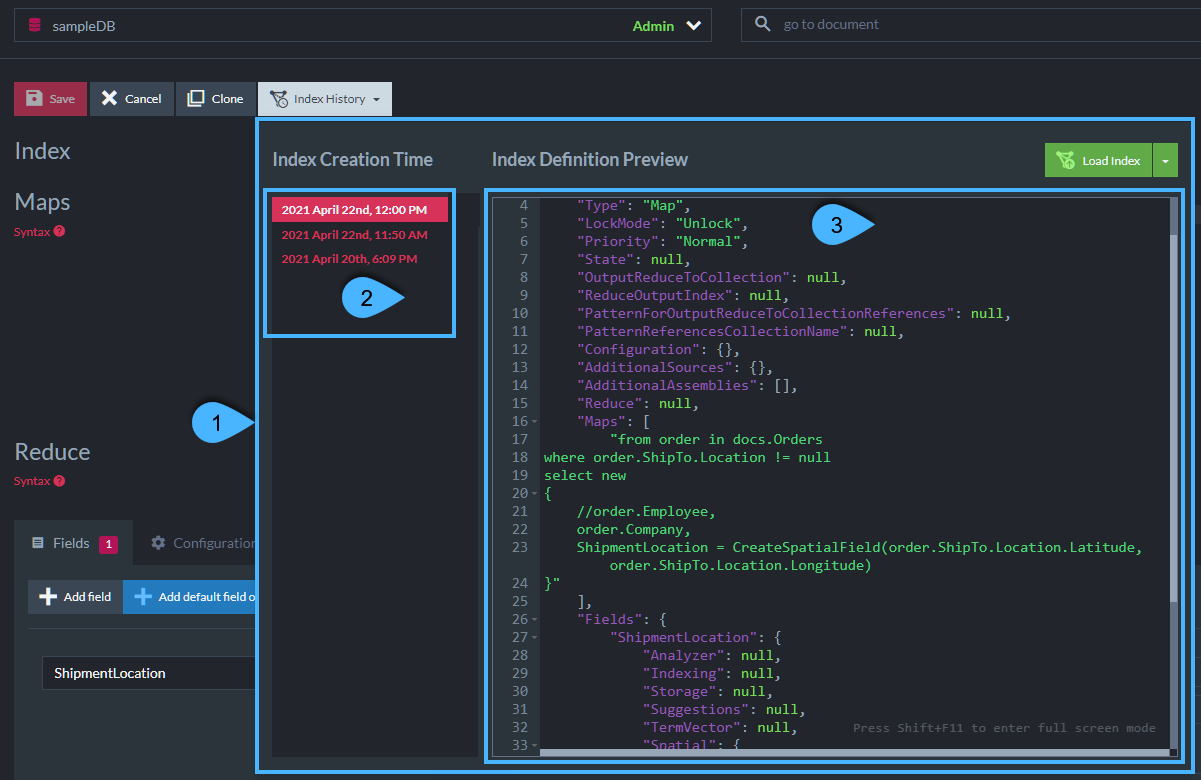 sampleDB
Admin
go to document
Save
Cancel
Clone
Index History
Index
Maps
Syntax ?
Reduce
Syntax ?
Fields 1
Configuration
Add field
Add default field o
ShipmentLocation
1
Index Creation Time
2021 April 22nd, 12:00 PM
2021 April 22nd, 11:50 AM
2021 April 20th, 6:09 PM
2
Index Definition Preview
Load Index
3
4 "Type": "Map",
5 "LockMode": "Unlock",
6 "Priority": "Normal",
7 "State": null,
8 "OutputReduceToCollection": null,
9 "ReduceOutputIndex": null,
10 "PatternForOutputReduceToCollectionReferences": null,
11 "PatternReferencesCollectionName": null,
12 "Configuration": {},
13 "AdditionalSources": {},
14 "AdditionalAssemblies": [],
15 "Reduce": null,
16 "Maps": [
17 "from order in docs.Orders
18 where order.ShipTo.Location != null
19 select new
20 {
21 //order.Employee,
22 order.Company,
23 ShipmentLocation = CreateSpatialField(order.ShipTo.Location.Latitude,
order.ShipTo.Location.Longitude)
24 }"
25 ],
26 "Fields": {
27 "ShipmentLocation": {
28 "Analyzer": null,
29 "Indexing": null,
30 "Storage": null,
31 "Suggestions": null,
32 "TermVector": null,
33 "Spatial": {
Press Shift+F11 to enter full screen mode